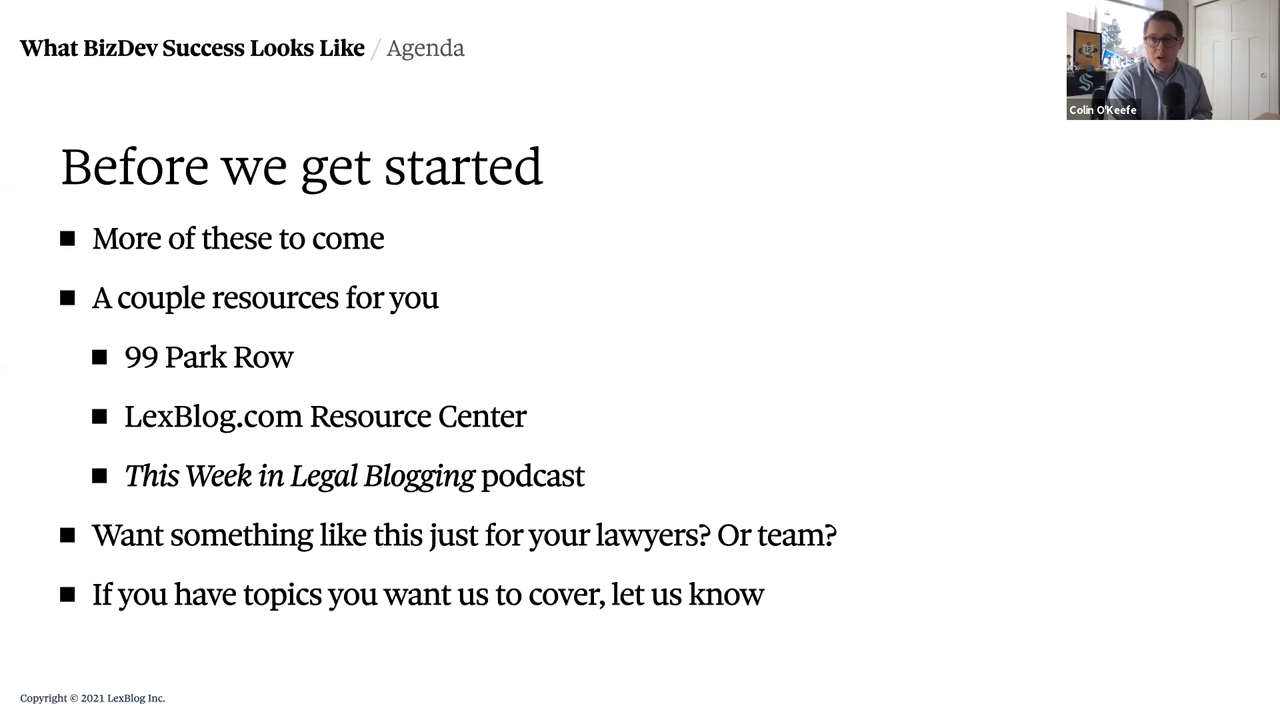 What BizDev Success Looks Like / Agenda
Colin O'Keefe
Before we get started
■ More of these to come
■ A couple resources for you
■ 99 Park Row
■ LexBlog.com Resource Center
■ This Week in Legal Blogging podcast
■ Want something like this just for your lawyers? Or team?
■ If you have topics you want us to cover, let us know
Copyright © 2021 LexBlog Inc.